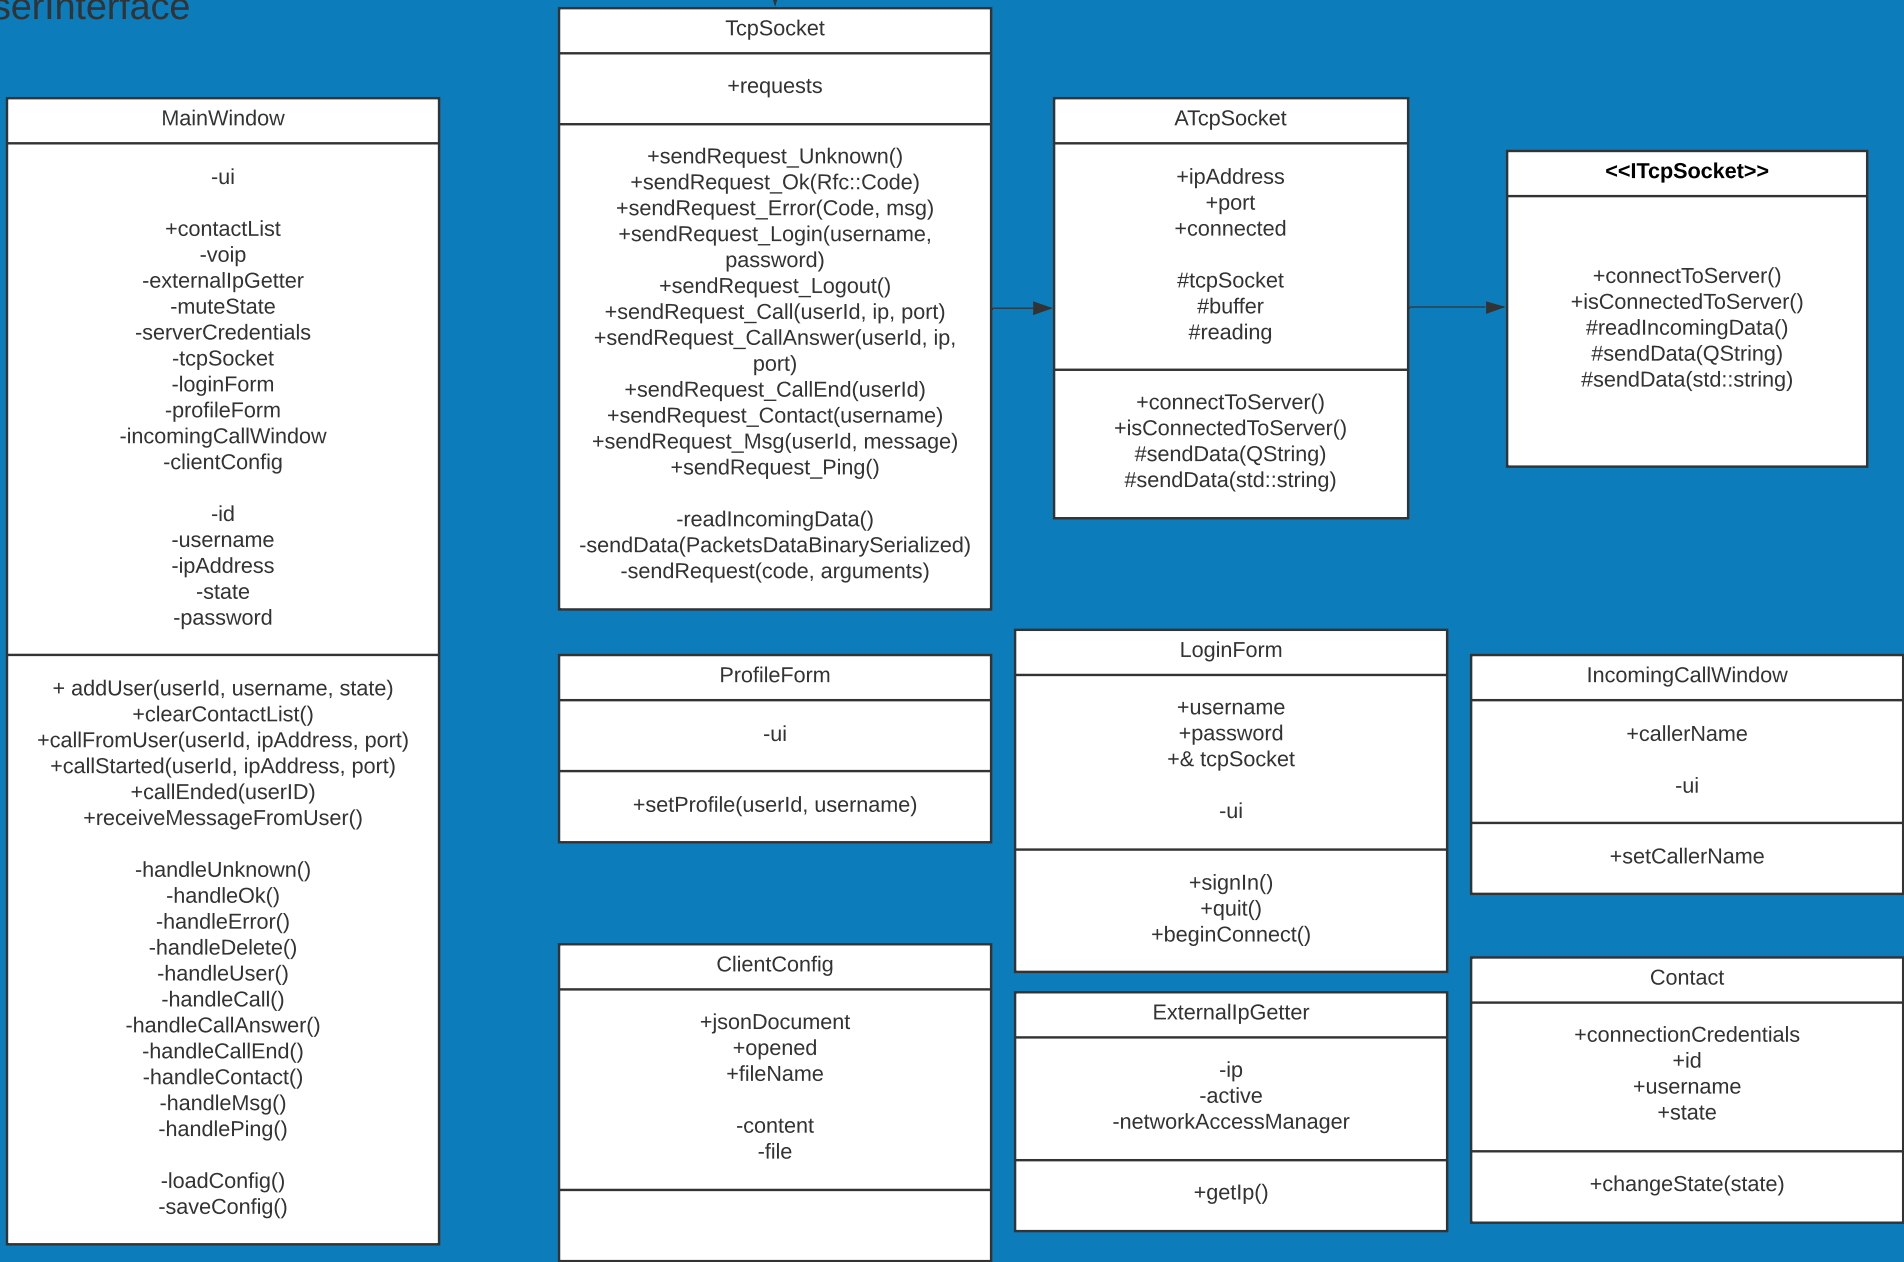 serInterface
MainWindow
-ui
+contactList
-voip
-externalIpGetter
-muteState
-serverCredentials
-tcpSocket
-loginForm
-profileForm
-incomingCallWindow
-clientConfig
-id
-username
-ipAddress
-state
-password
+ addUser(userId, username, state)
+clearContactList()
+callFromUser(userId, ipAddress, port)
+callStarted(userId, ipAddress, port)
+callEnded(userID)
+receiveMessageFromUser()
-handleUnknown()
-handleOk()
-handleError()
-handleDelete()
-handleUser()
-handleCall()
-handleCallAnswer()
-handleCallEnd()
-handleContact()
-handleMsg()
-handlePing()
-loadConfig()
-saveConfig()
TcpSocket
+requests
+sendRequest_Unknown()
+sendRequest_Ok(Rfc::Code)
+sendRequest_Error(Code, msg)
+sendRequest_Login(username,
password)
+sendRequest_Logout()
+sendRequest_Call(userId, ip, port)
+sendRequest_CallAnswer(userId, ip,
port)
+sendRequest_CallEnd(userId)
+sendRequest_Contact(username)
+sendRequest_Msg(userId, message)
+sendRequest_Ping()
-readIncomingData()
-sendData(PacketsDataBinarySerialized)
-sendRequest(code, arguments)
ATcpSocket
+ipAddress
+port
+connected
#tcpSocket
#buffer
#reading
+connectToServer()
+isConnectedToServer()
#sendData(QString)
#sendData(std::string)
<<ITcpSocket>>
+connectToServer()
+isConnectedToServer()
#readIncomingData()
#sendData(QString)
#sendData(std::string)
ProfileForm
-ui
+setProfile(userId, username)
LoginForm
+username
+password
+& tcpSocket
-ui
+signIn()
+quit()
+beginConnect()
IncomingCallWindow
+callerName
-ui
+setCallerName
ClientConfig
+jsonDocument
+opened
+fileName
-content
-file
ExternalIpGetter
-ip
-active
-networkAccessManager
+getIp()
Contact
+connectionCredentials
+id
+username
+state
+changeState(state)